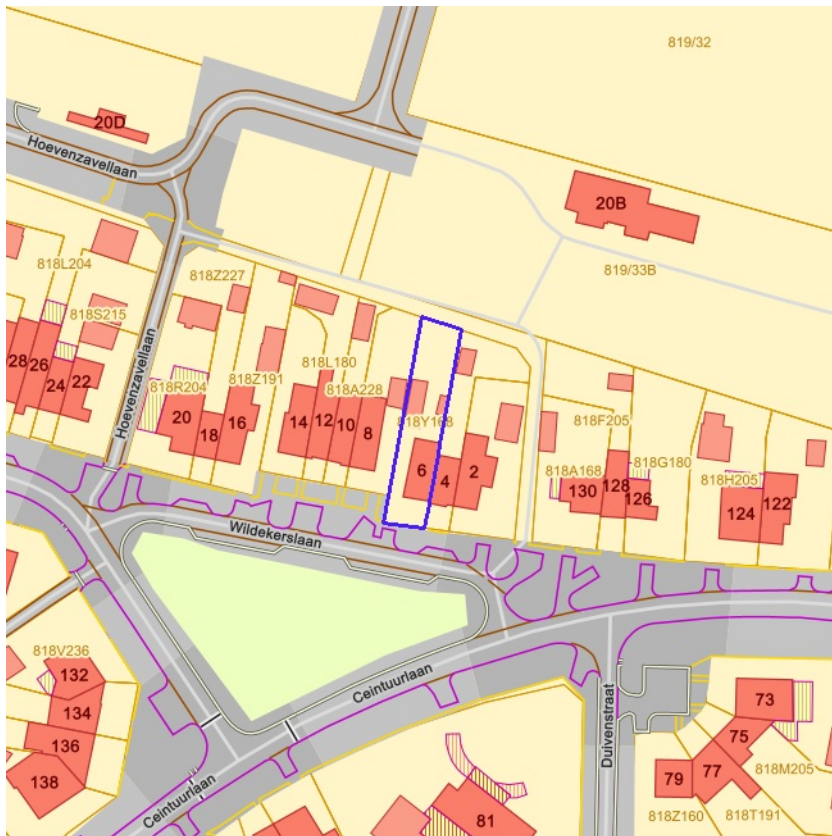 819/32
20D
Hoevenzavellaan
20B
819/33B
818L204
818Z227
818S215
28
26
24
22
Hoevenzavellaan
818R204
818Z191
818L180
818A228
20
18
16
14
12
10
8
818Y168
6
4
2
818F205
818A168
818G180
818H205
130
128
126
124
122
Wildekerslaan
Ceintuurlaan
Duivenstraat
818V236
132
134
136
138
Ceintuurlaan
81
73
75
77
79
818M205
818Z160
818T191